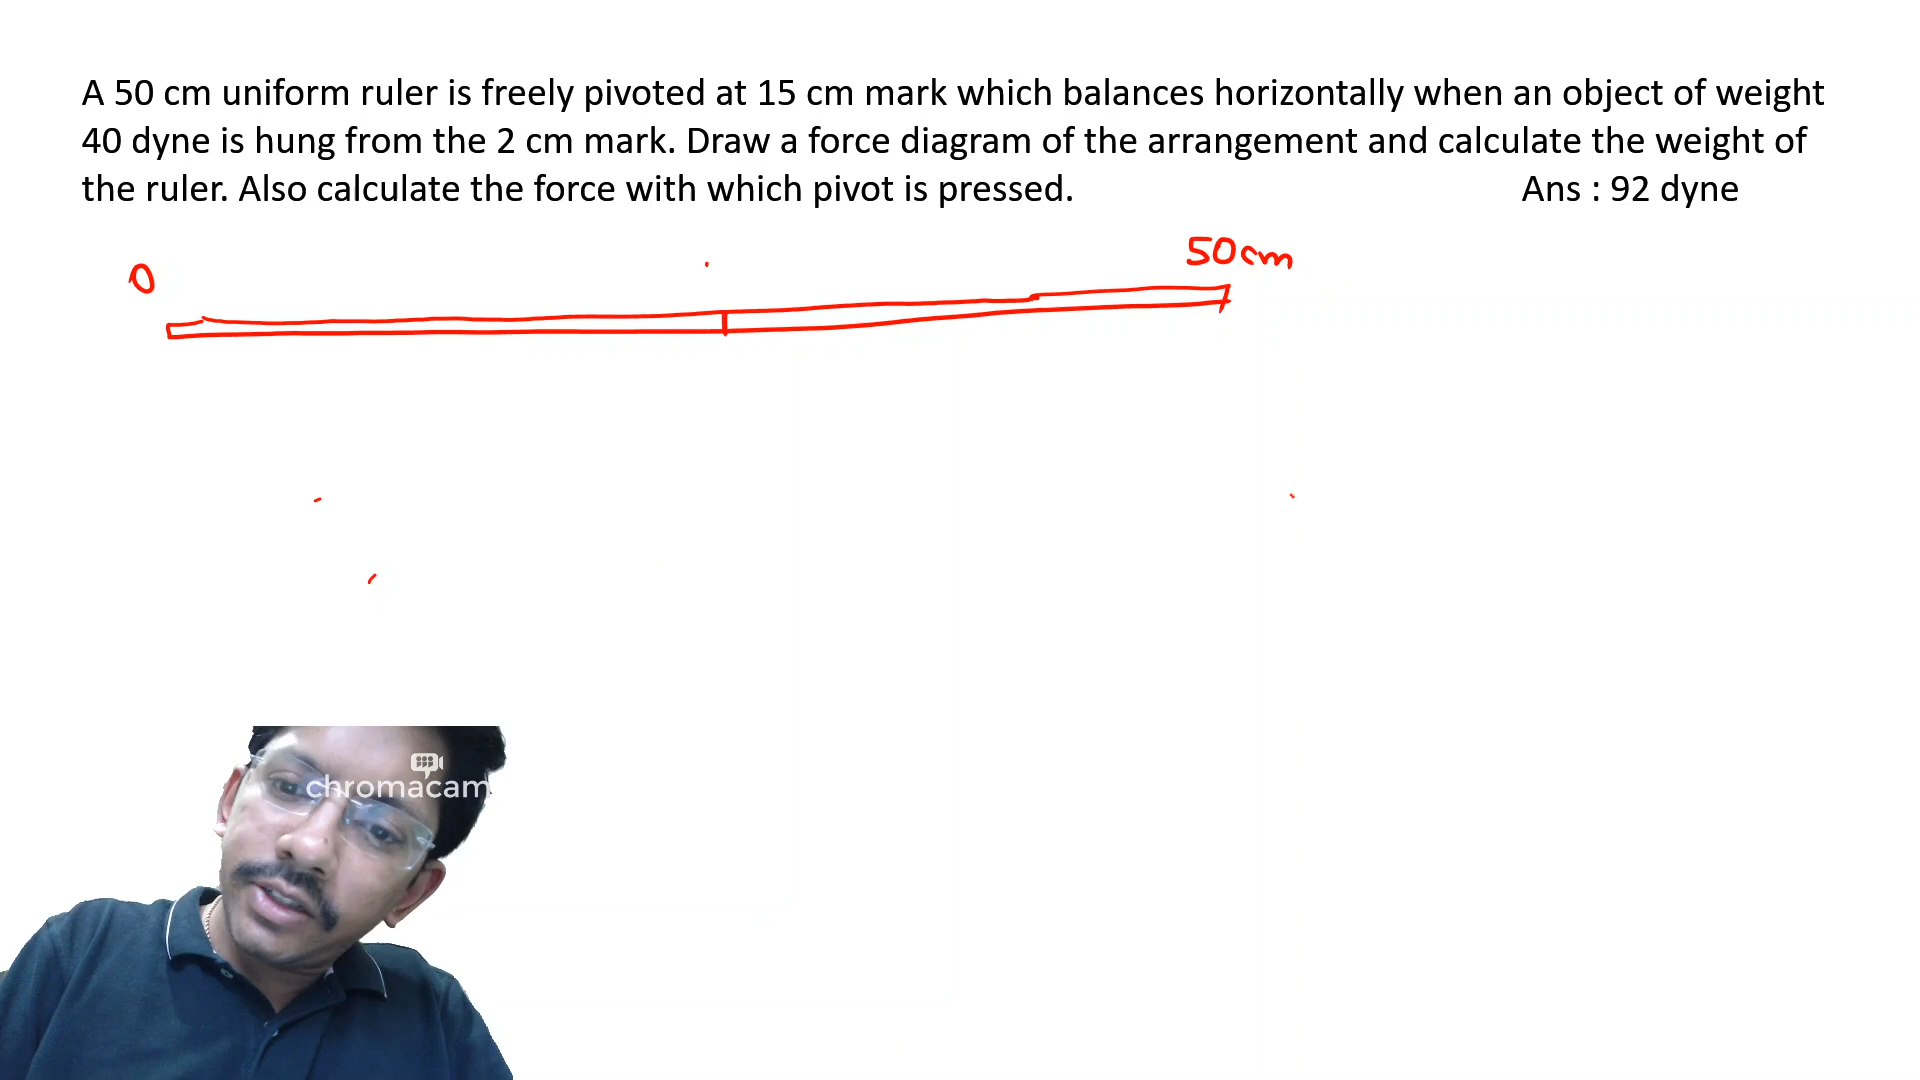 A 50 cm uniform ruler is freely pivoted at 15 cm mark which balances horizontally when an object of weight
40 dyne is hung from the 2 cm mark. Draw a force diagram of the arrangement and calculate the weight of
the ruler. Also calculate the force with which pivot is pressed. Ans : 92 dyne
0 50cm
chromacam